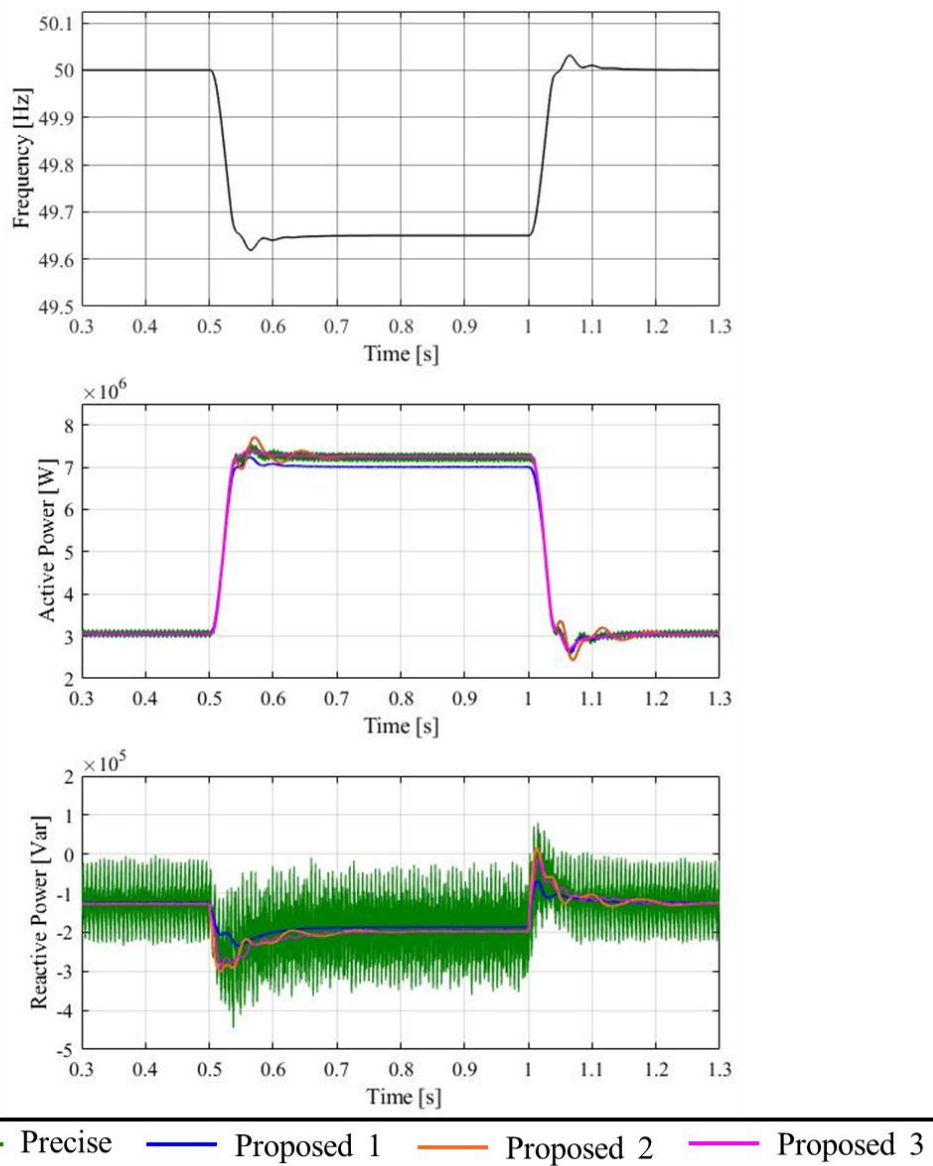 50.1
50
49.9
49.8
49.7
49.6
49.5
Frequency [Hz]
0.3 0.4 0.5 0.6 0.7 0.8 0.9 1 1.1 1.2 1.3
Time [s]
×10⁶
8
7
6
5
4
3
2
Active Power [W]
0.3 0.4 0.5 0.6 0.7 0.8 0.9 1 1.1 1.2 1.3
Time [s]
×10⁵
2
1
0
-1
-2
-3
-4
-5
Reactive Power [Var]
0.3 0.4 0.5 0.6 0.7 0.8 0.9 1 1.1 1.2 1.3
Time [s]
Precise Proposed 1 Proposed 2 Proposed 3